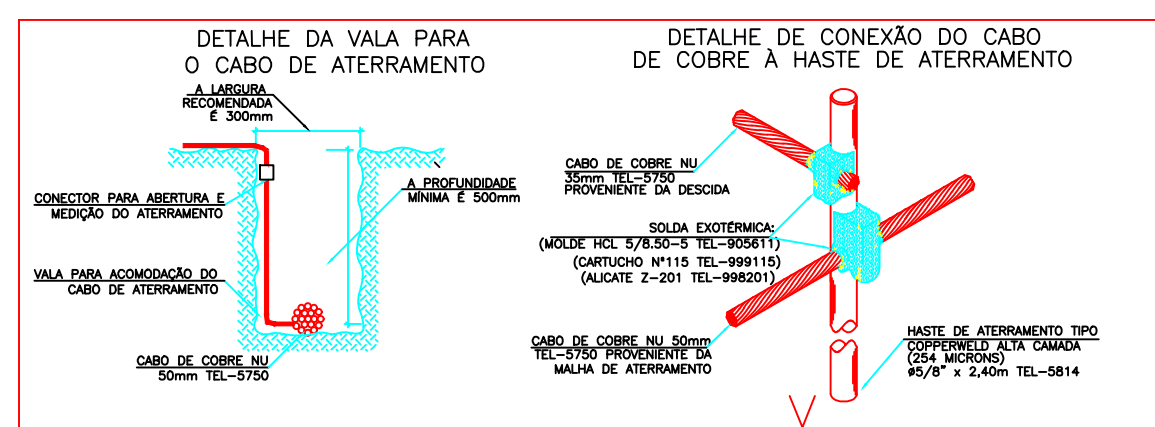 DETALHE DA VALA PARA
O CABO DE ATERRAMENTO
A LARGURA
RECOMENDADA
É 300mm
CONECTOR PARA ABERTURA E
MEDIÇÃO DO ATERRAMENTO
A PROFUNDIDADE
MÍNIMA É 500mm
VALA PARA ACOMODAÇÃO DO
CABO DE ATERRAMENTO
CABO DE COBRE NU
50mm TEL-5750
DETALHE DE CONEXÃO DO CABO
DE COBRE À HASTE DE ATERRAMENTO
CABO DE COBRE NU
35mm TEL-5750
PROVENIENTE DA DESCIDA
SOLDA EXOTÉRMICA:
(MOLDE HCL 5/8.50-5 TEL-905611)
(CARTUCHO N°115 TEL-999115)
(ALICATE Z-201 TEL-998201)
CABO DE COBRE NU 50mm
TEL-5750 PROVENIENTE DA
MALHA DE ATERRAMENTO
HASTE DE ATERRAMENTO TIPO
COPPERWELD ALTA CAMADA
(254 MICRONS)
ø5/8" x 2,40m TEL-5814